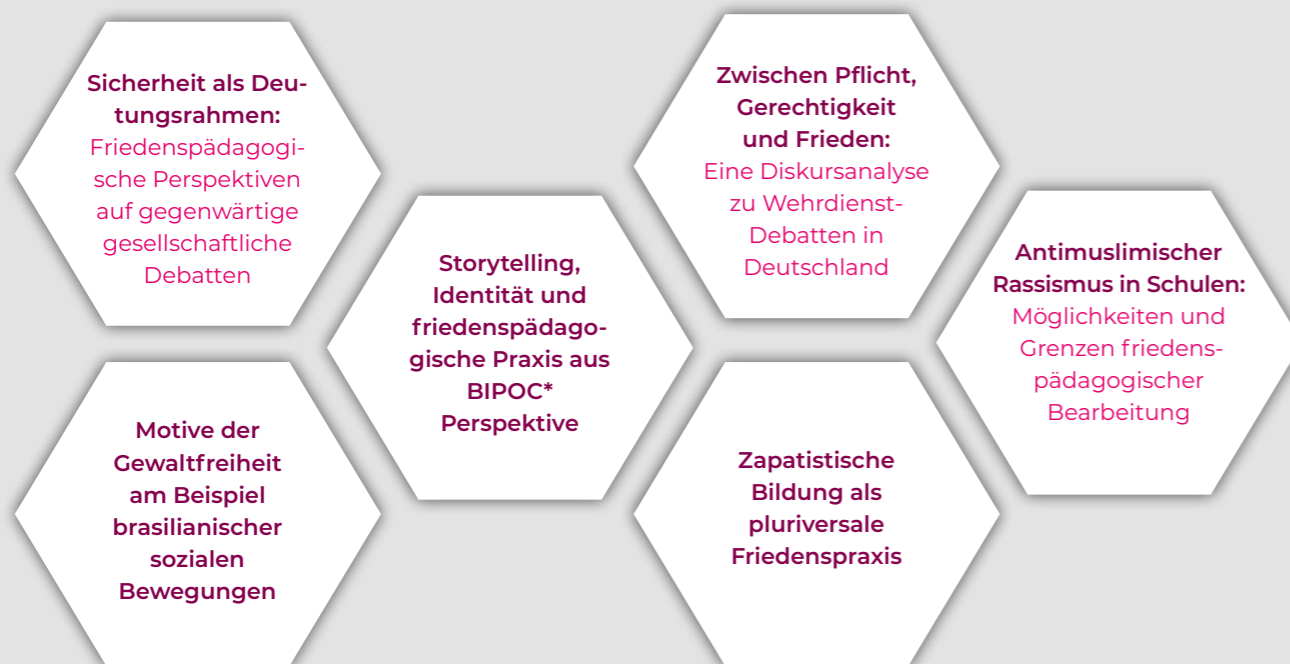 Sicherheit als Deu-
tungsrahmen:
Friedenspädagogi-
sche Perspektiven
auf gegenwärtige
gesellschaftliche
Debatten
Motive der
Gewaltfreiheit
am Beispiel
brasilianischer
sozialen
Bewegungen
Storytelling,
Identität und
friedenspädago-
gische Praxis aus
BIPOC*
Perspektive
Zwischen Pflicht,
Gerechtigkeit
und Frieden:
Eine Diskursanalyse
zu Wehrdienst-
Debatten in
Deutschland
Zapatistische
Bildung als
pluriversale
Friedenspraxis
Antimuslimischer
Rassismus in Schulen:
Möglichkeiten und
Grenzen friedens-
pädagogischer
Bearbeitung